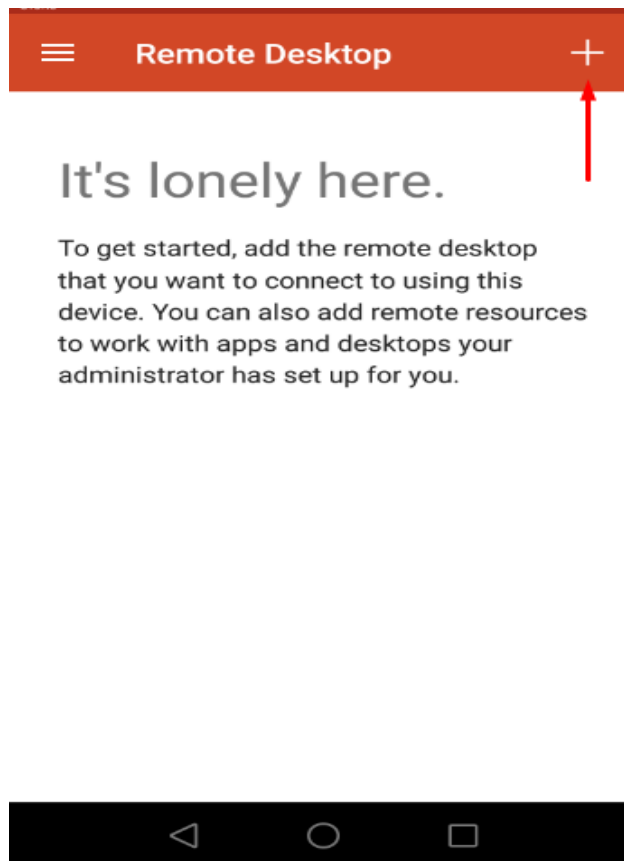 Remote Desktop
It's lonely here.
To get started, add the remote desktop
that you want to connect to using this
device. You can also add remote resources
to work with apps and desktops your
administrator has set up for you.